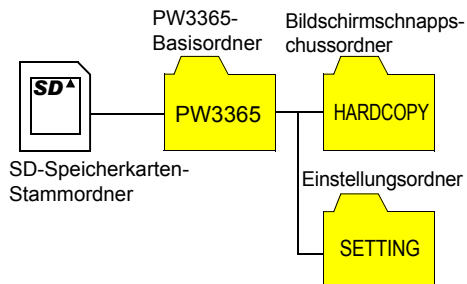 PW3365-
Basisordner
Bildschirmschnapps-
chussordner
SD
PW3365
HARDCOPY
SD-Speicherkarten-
Stammordner
Einstellungsordner
SETTING